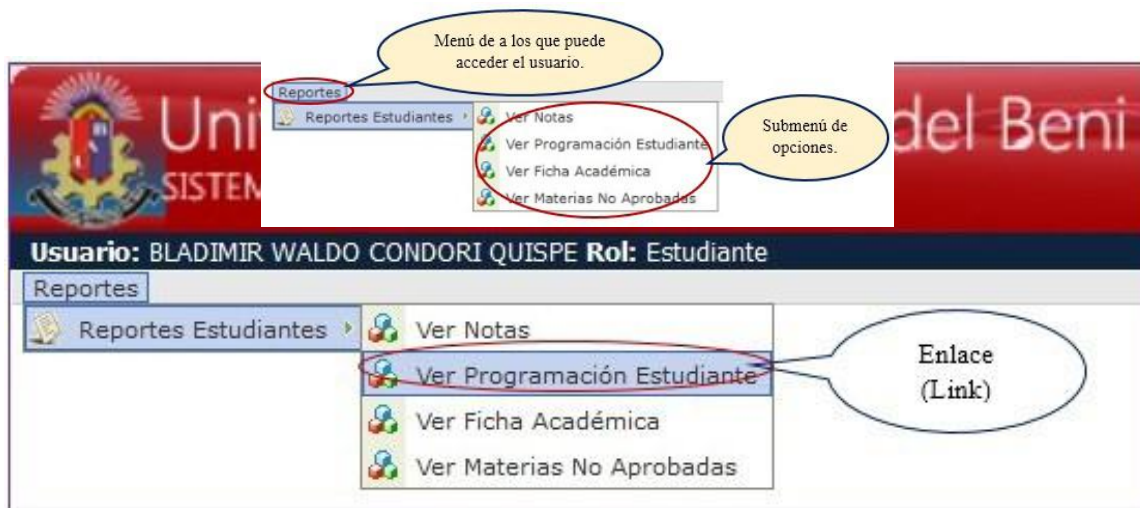 Menú de a los que puede
acceder el usuario.
Reportes
Reportes Estudiantes
Ver Notas
Ver Programación Estudiante
Ver Ficha Académica
Ver Materias No Aprobadas
Submenú de
opciones.
Uni
del Beni
SISTEM
Usuario: BLADIMIR WALDO CONDORI QUISPE Rol: Estudiante
Reportes
Reportes Estudiantes
Ver Notas
Ver Programación Estudiante
Ver Ficha Académica
Ver Materias No Aprobadas
Enlace
(Link)